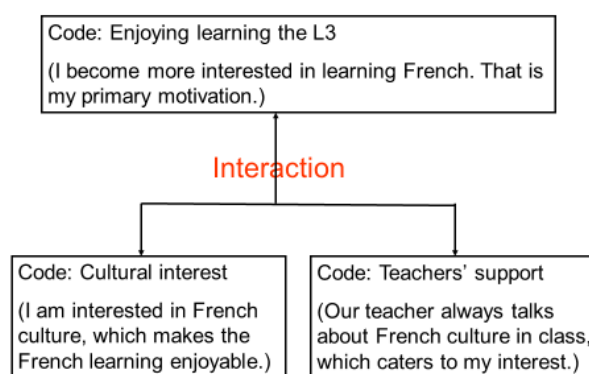 Code: Enjoying learning the L3
(I become more interested in learning French. That is
my primary motivation.)
Interaction
Code: Cultural interest
(I am interested in French
culture, which makes the
French learning enjoyable.)
Code: Teachers’ support
(Our teacher always talks
about French culture in class,
which caters to my interest.)